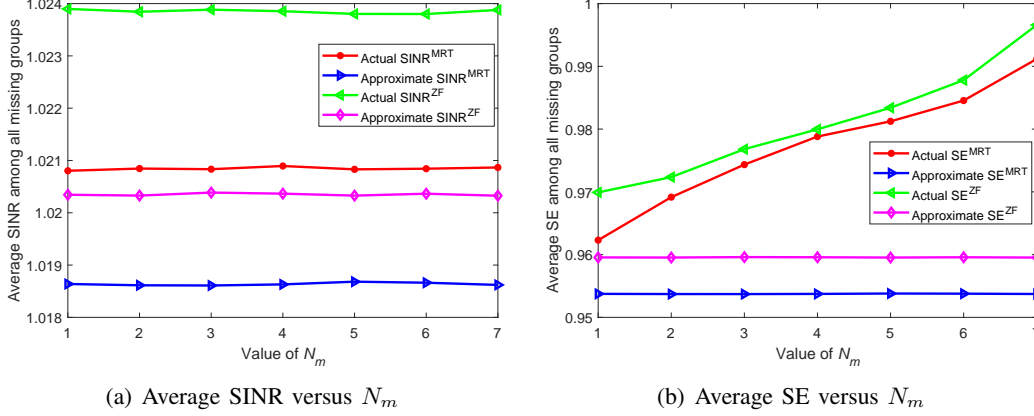 1.024
1.023
1.022
1.021
1.02
1.019
1.018
Average SINR among all missing groups
Actual SINR^MRT
Approximate SINR^MRT
Actual SINR^ZF
Approximate SINR^ZF
1 2 3 4 5 6 7
Value of N_m
(a) Average SINR versus N_m
1
0.99
0.98
0.97
0.96
0.95
Average SE among all missing groups
Actual SE^MRT
Approximate SE^MRT
Actual SE^ZF
Approximate SE^ZF
1 2 3 4 5 6 7
Value of N_m
(b) Average SE versus N_m